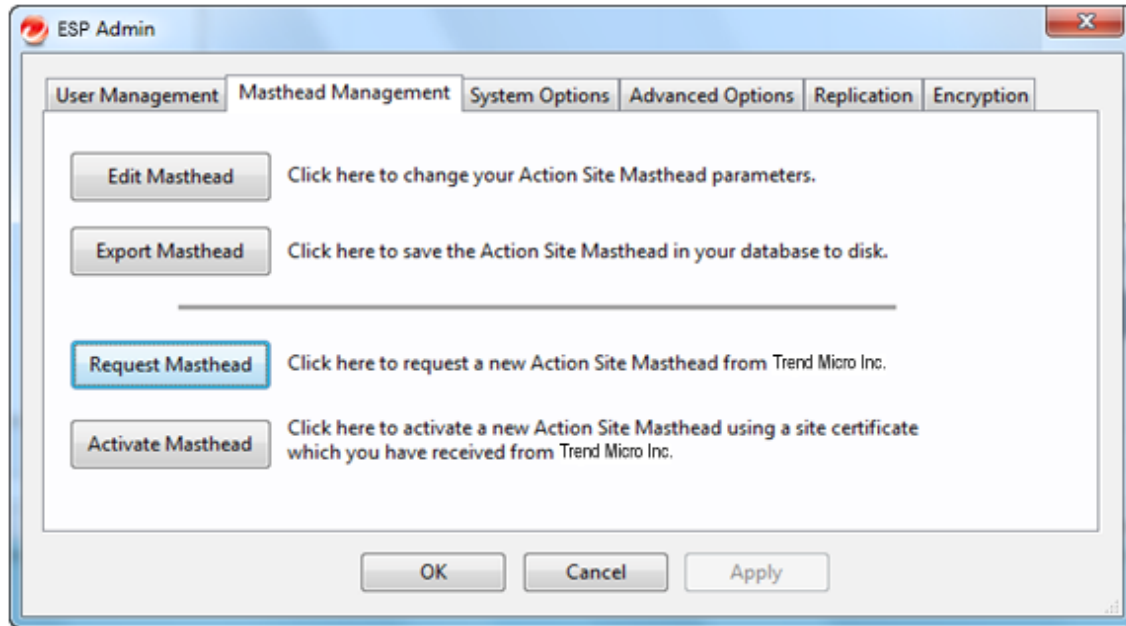 ESP Admin
User Management Masthead Management System Options Advanced Options Replication Encryption
Edit Masthead Click here to change your Action Site Masthead parameters.
Export Masthead Click here to save the Action Site Masthead in your database to disk.
Request Masthead Click here to request a new Action Site Masthead from Trend Micro Inc.
Activate Masthead Click here to activate a new Action Site Masthead using a site certificate
which you have received from Trend Micro Inc.
OK Cancel Apply